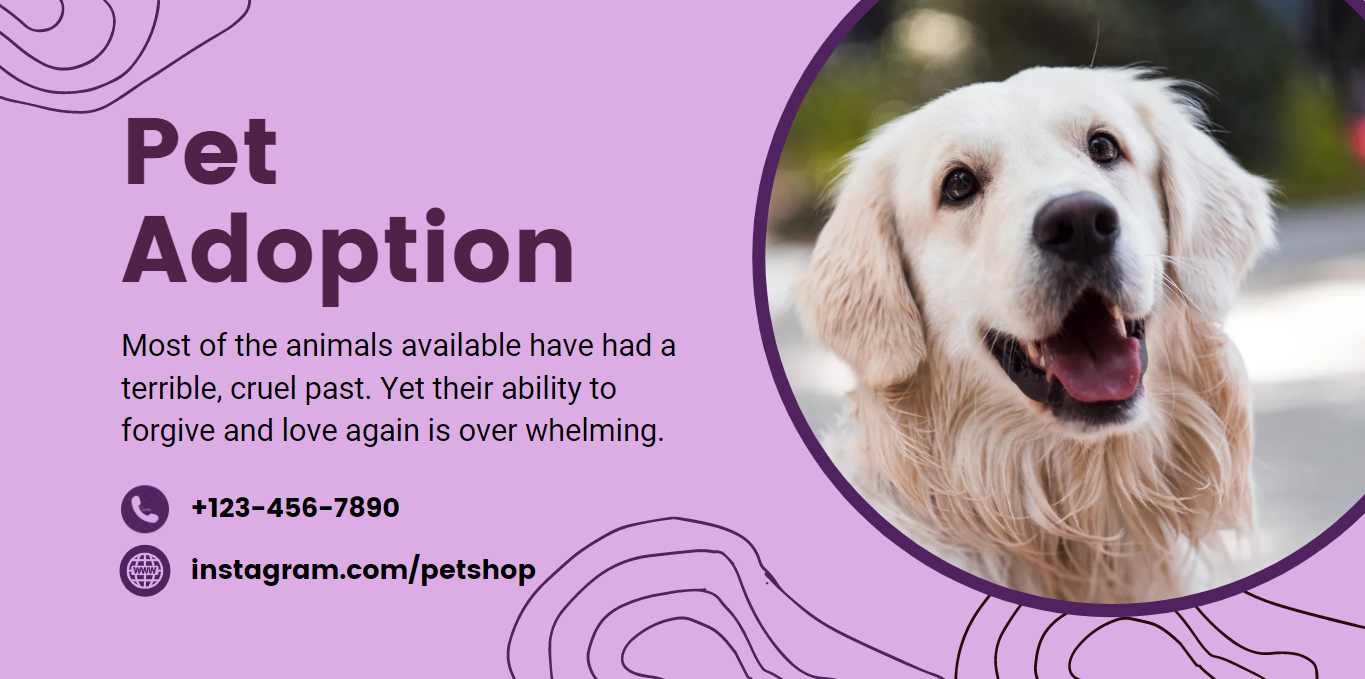 Pet
Adoption
Most of the animals available have had a
terrible, cruel past. Yet their ability to
forgive and love again is over whelming.
+123-456-7890
WWW
instagram.com/petshop